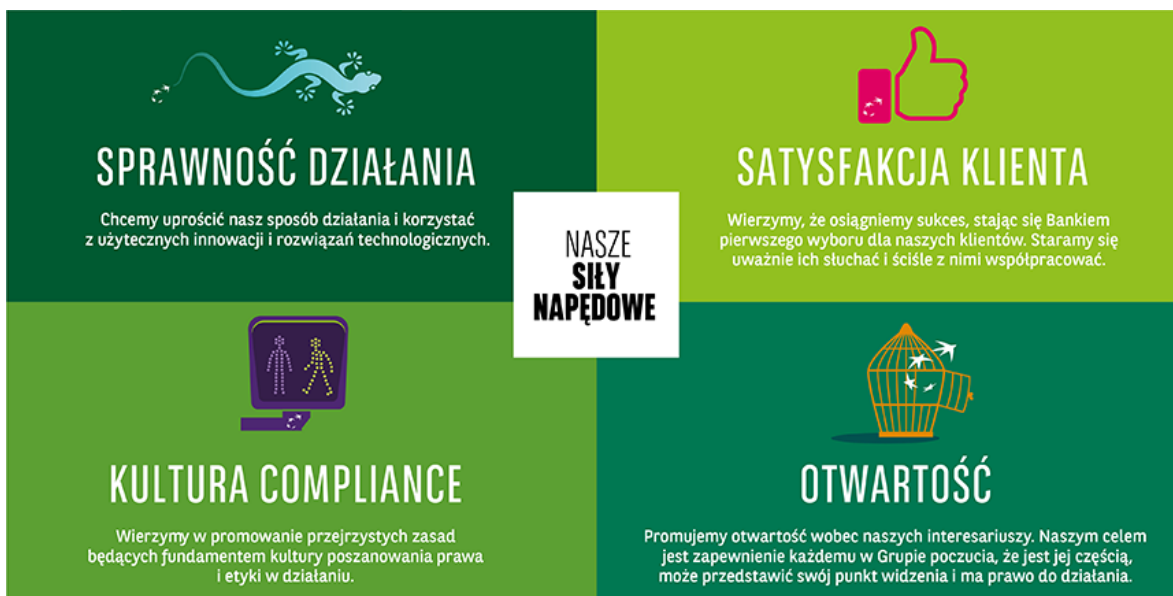 SPRAWNOŚĆ DZIAŁANIA
Chcemy uprościć nasz sposób działania i korzystać
z użytecznych innowacji i rozwiązań technologicznych.
SATYSFAKCJA KLIENTA
Wierzymy, że osiągniemy sukces, stając się Bankiem
pierwszego wyboru dla naszych klientów. Staramy się
uważnie ich słuchać i ściśle z nimi współpracować.
NASZE
SIŁY
NAPĘDOWE
KULTURA COMPLIANCE
Wierzymy w promowanie przejrzystych zasad
będących fundamentem kultury poszanowania prawa
i etyki w działaniu.
OTWARTOŚĆ
Promujemy otwartość wobec naszych interesariuszy. Naszym celem
jest zapewnienie każdemu w Grupie poczucia, że jest jej częścią,
może przedstawić swój punkt widzenia i ma prawo do działania.